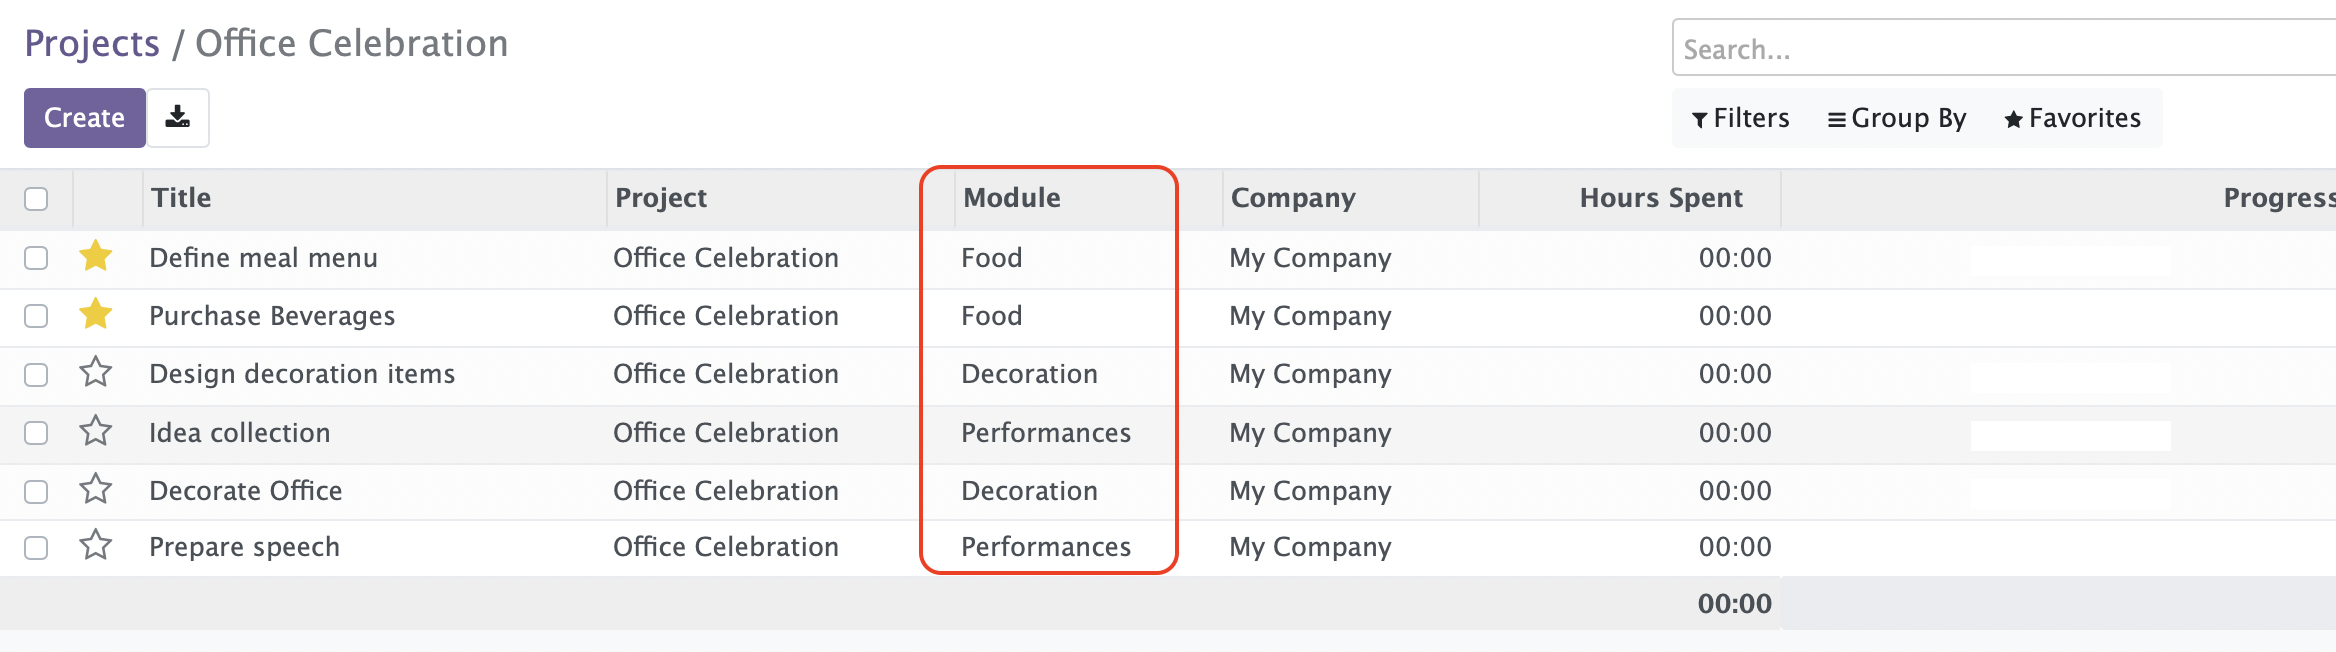 Projects / Office Celebration
Search...
Create
Filters Group By Favorites
Title Project Module Company Hours Spent Progress
Define meal menu Office Celebration Food My Company 00:00
Purchase Beverages Office Celebration Food My Company 00:00
Design decoration items Office Celebration Decoration My Company 00:00
Idea collection Office Celebration Performances My Company 00:00
Decorate Office Office Celebration Decoration My Company 00:00
Prepare speech Office Celebration Performances My Company 00:00
00:00